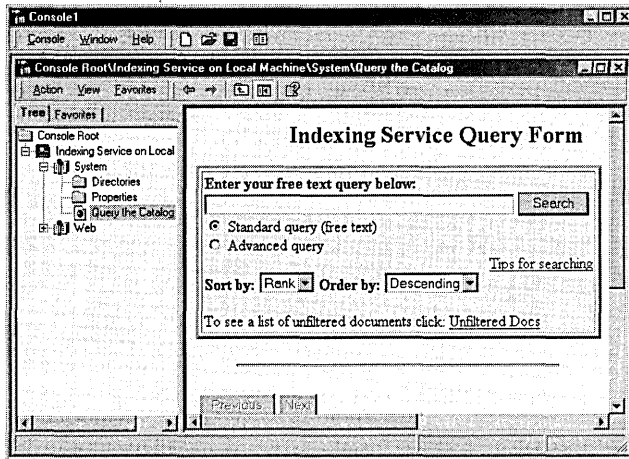 Console1
Console Window Help
Console Root\Indexing Service on Local Machine\System\Query the Catalog
Action View Favorites
Tree Favorites
Console Root
Indexing Service on Local
System
Directories
Properties
Query the Catalog
Web
Indexing Service Query Form
Enter your free text query below:
Search
Standard query (free text)
Advanced query
Tips for searching
Sort by: Rank Order by: Descending
To see a list of unfiltered documents click: Unfiltered Docs
Previous Next